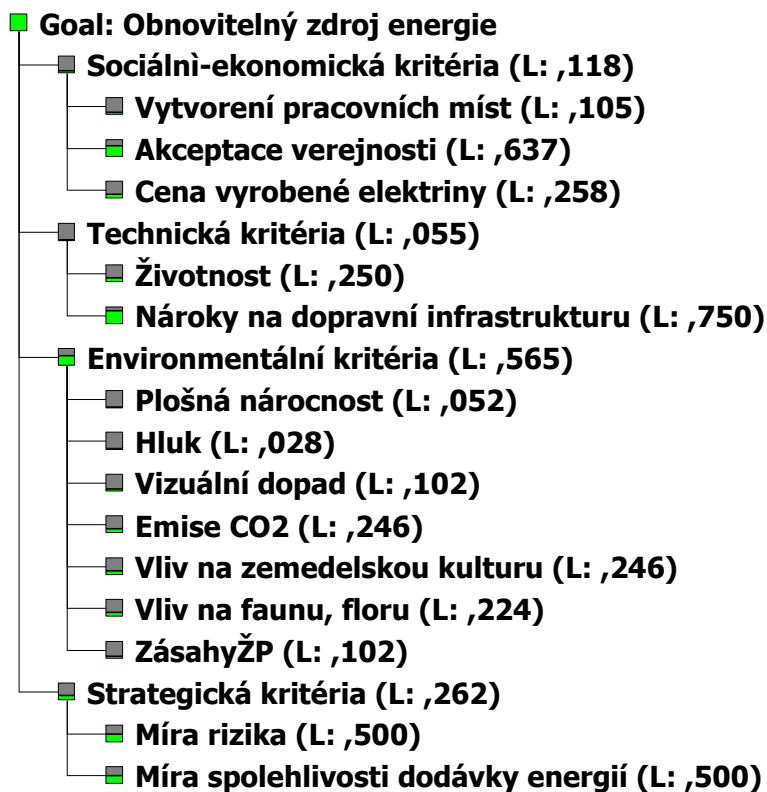 Goal: Obnovitelný zdroj energie
Sociálnì-ekonomická kritéria (L: ,118)
Vytvorení pracovních míst (L: ,105)
Akceptace verejnosti (L: ,637)
Cena vyrobené elektriny (L: ,258)
Technická kritéria (L: ,055)
Životnost (L: ,250)
Nároky na dopravní infrastrukturu (L: ,750)
Environmentální kritéria (L: ,565)
Plošná nárocnost (L: ,052)
Hluk (L: ,028)
Vizuální dopad (L: ,102)
Emise CO2 (L: ,246)
Vliv na zemedelskou kulturu (L: ,246)
Vliv na faunu, floru (L: ,224)
ZásahyŽP (L: ,102)
Strategická kritéria (L: ,262)
Míra rizika (L: ,500)
Míra spolehlivosti dodávky energií (L: ,500)